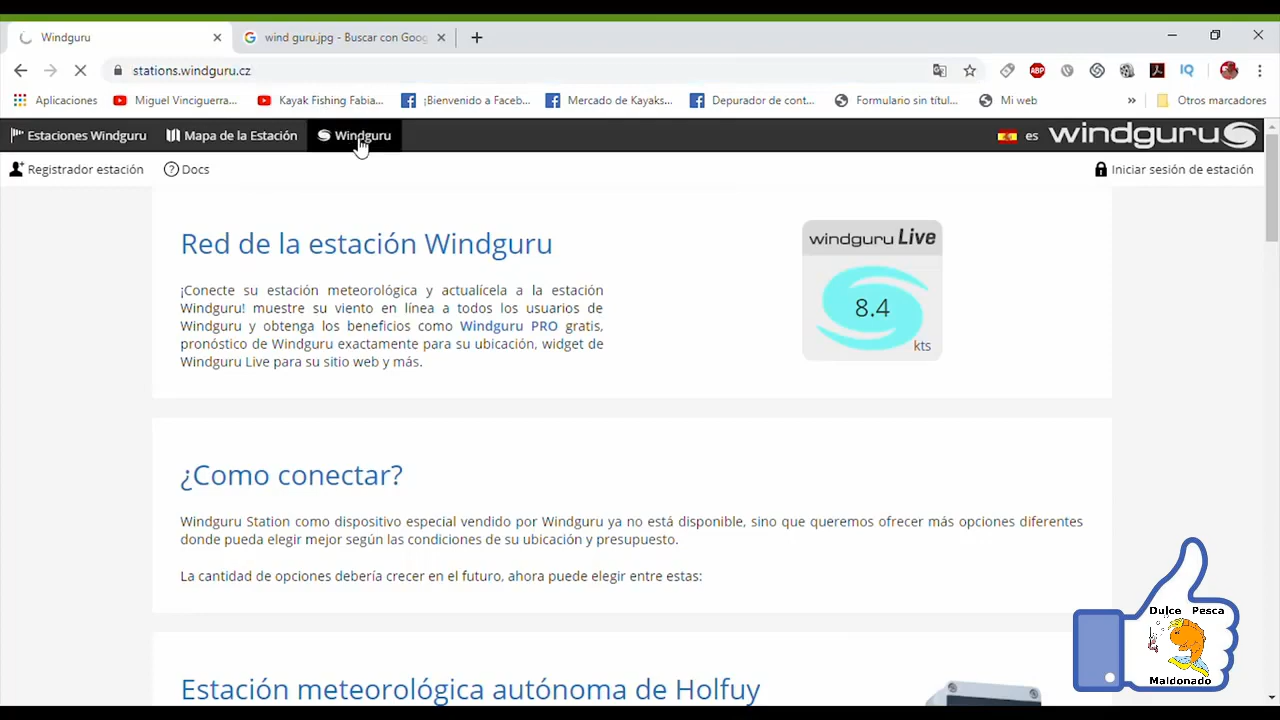 Windguru
wind guru.jpg - Buscar con Goog
stations.windguru.cz
ABP
IQ
Aplicaciones
Miguel Vinciguerra...
Kayak Fishing Fabia...
¡Bienvenido a Faceb...
Mercado de Kayaks...
Depurador de cont...
Formulario sin títul...
Mi web
»
Otros marcadores
Estaciones Windguru
Mapa de la Estación
Windguru
es
windguru
Registrador estación
Docs
Iniciar sesión de estación
Red de la estación Windguru
¡Conecte su estación meteorológica y actualícela a la estación
Windguru! muestre su viento en línea a todos los usuarios de
Windguru y obtenga los beneficios como Windguru PRO gratis,
pronóstico de Windguru exactamente para su ubicación, widget de
Windguru Live para su sitio web y más.
windguru Live
8.4
kts
¿Como conectar?
Windguru Station como dispositivo especial vendido por Windguru ya no está disponible, sino que queremos ofrecer más opciones diferentes
donde pueda elegir mejor según las condiciones de su ubicación y presupuesto.
La cantidad de opciones debería crecer en el futuro, ahora puede elegir entre estas:
Estación meteorológica autónoma de Holfuy
Dulce Pesca
Maldonado